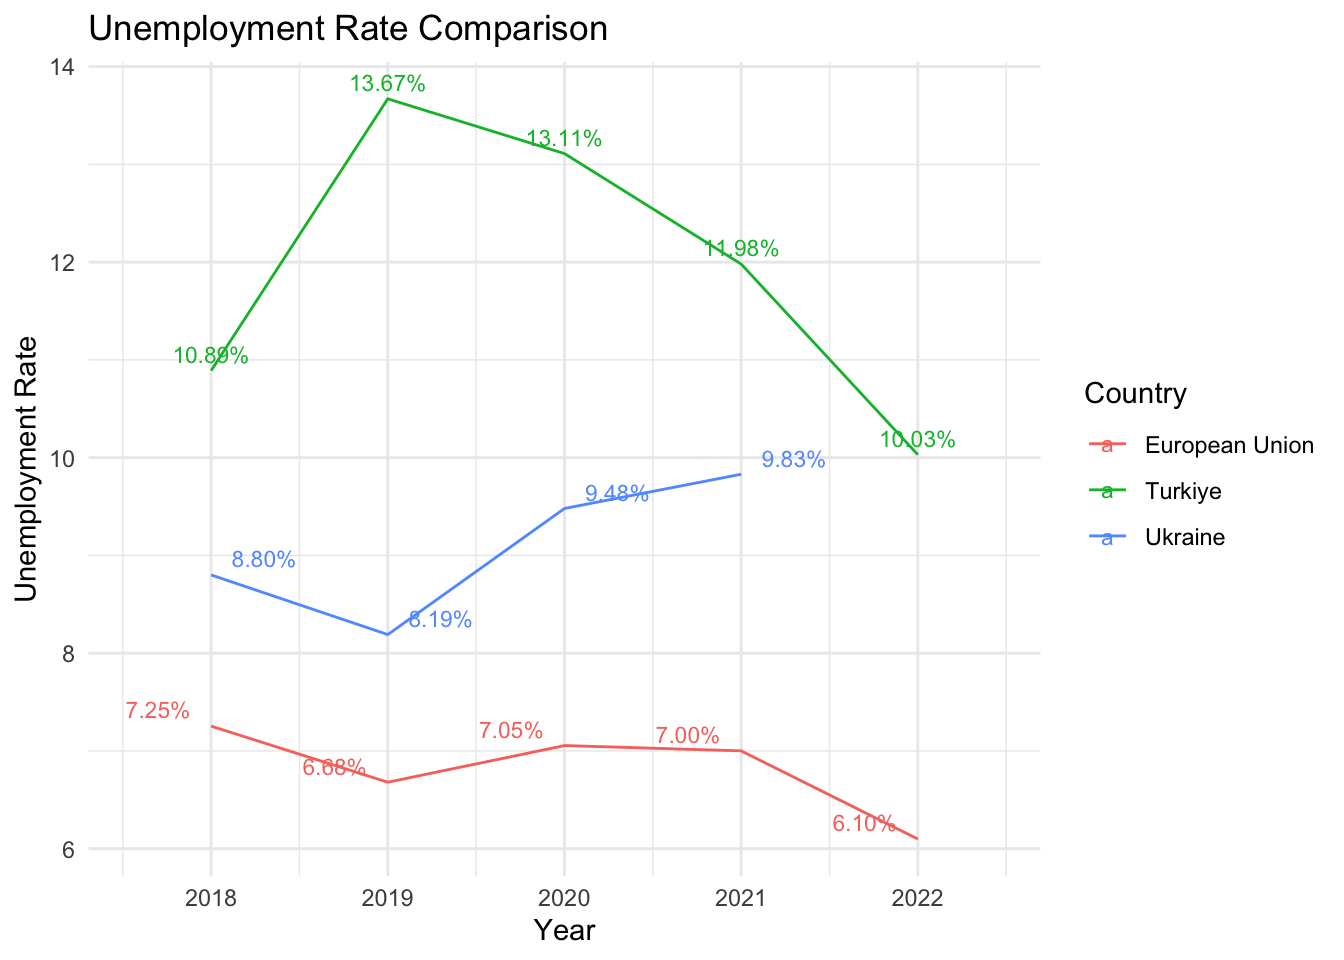 Unemployment Rate Comparison
14
13.67%
13.11%
12
11.98%
10.89%
10.03%
10
9.83%
9.48%
8.80%
8.19%
8
7.25%
7.05%
7.00%
6.68%
6.10%
6
Unemployment Rate
2018 2019 2020 2021 2022
Year
Country
a European Union
a Turkiye
a Ukraine